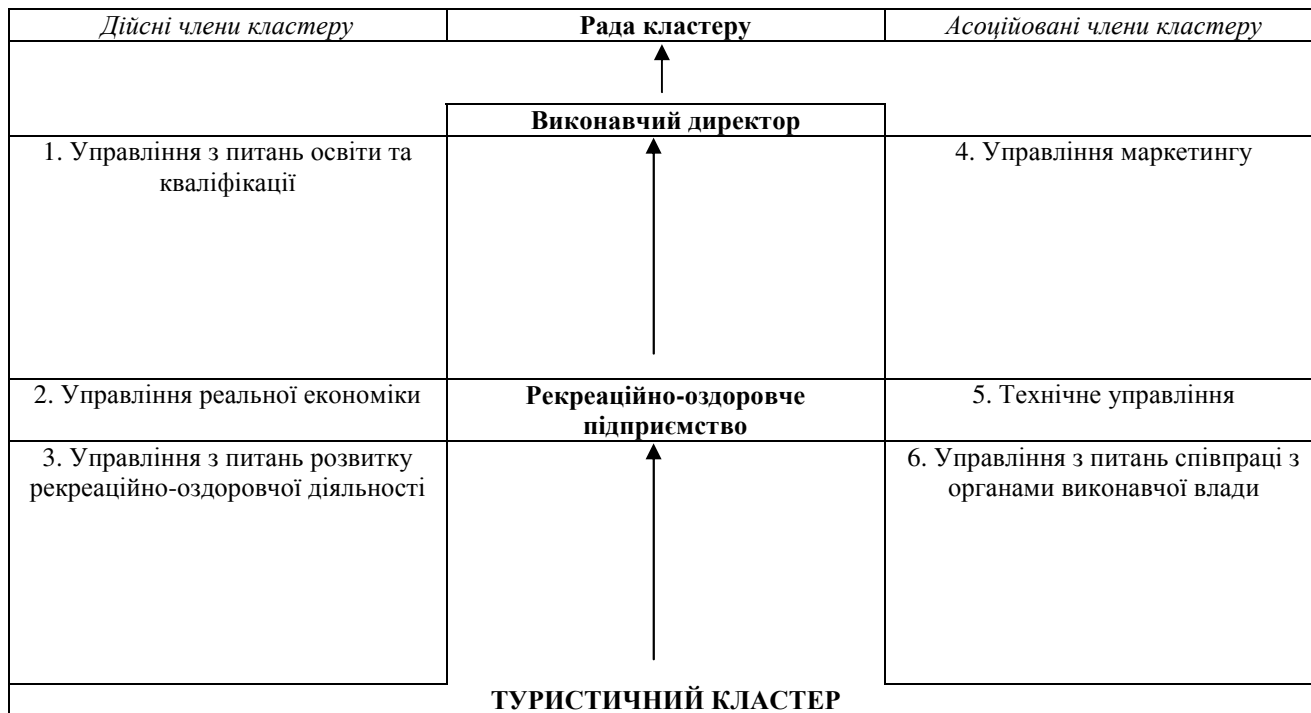 Дійсні члени кластеру
Рада кластеру
Асоційовані члени кластеру
Виконавчий директор
1. Управління з питань освіти та
кваліфікації
4. Управління маркетингу
2. Управління реальної економіки
Рекреаційно-оздоровче
підприємство
5. Технічне управління
3. Управління з питань розвитку
рекреаційно-оздоровчої діяльності
6. Управління з питань співпраці з
органами виконавчої влади
ТУРИСТИЧНИЙ КЛАСТЕР